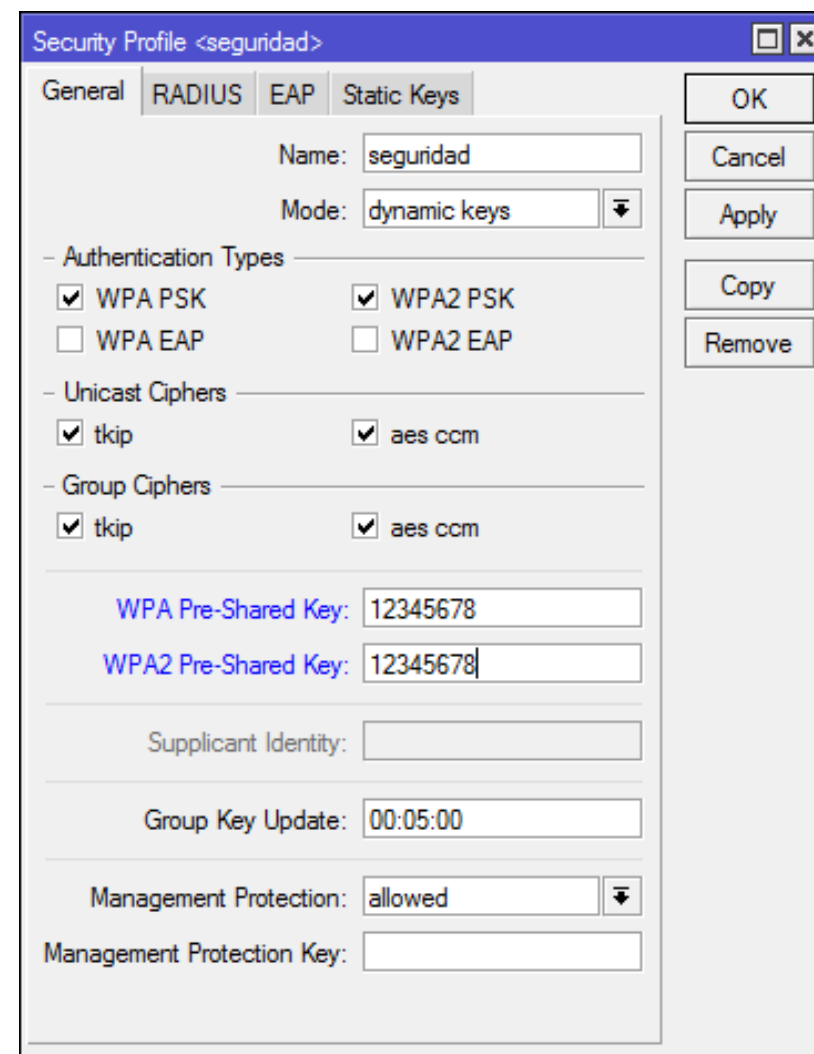 Security Profile <seguridad>
General RADIUS EAP Static Keys
OK
Cancel
Apply
Copy
Remove
Name: seguridad
Mode: dynamic keys
Authentication Types
WPA PSK WPA2 PSK
WPA EAP WPA2 EAP
Unicast Ciphers
tkip aes ccm
Group Ciphers
tkip aes ccm
WPA Pre-Shared Key: 12345678
WPA2 Pre-Shared Key: 12345678
Supplicant Identity:
Group Key Update: 00:05:00
Management Protection: allowed
Management Protection Key: